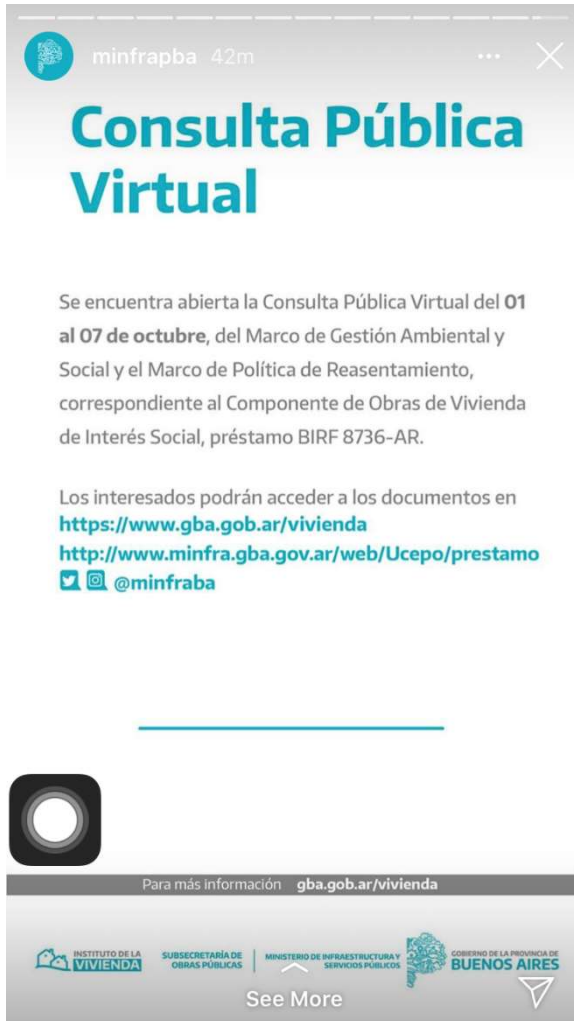 minfrapba 42m
Consulta Pública
Virtual
Se encuentra abierta la Consulta Pública Virtual del 01
al 07 de octubre, del Marco de Gestión Ambiental y
Social y el Marco de Política de Reasentamiento,
correspondiente al Componente de Obras de Vivienda
de Interés Social, préstamo BIRF 8736-AR.
Los interesados podrán acceder a los documentos en
https://www.gba.gob.ar/vivienda
http://www.minfra.gba.gov.ar/web/Ucepo/prestamo
@minfraba
Para más información gba.gob.ar/vivienda
INSTITUTO DE LA
VIVIENDA
SUBSECRETARÍA DE
OBRAS PÚBLICAS
MINISTERIO DE INFRAESTRUCTURA Y
SERVICIOS PÚBLICOS
GOBIERNO DE LA PROVINCIA DE
BUENOS AIRES
See More